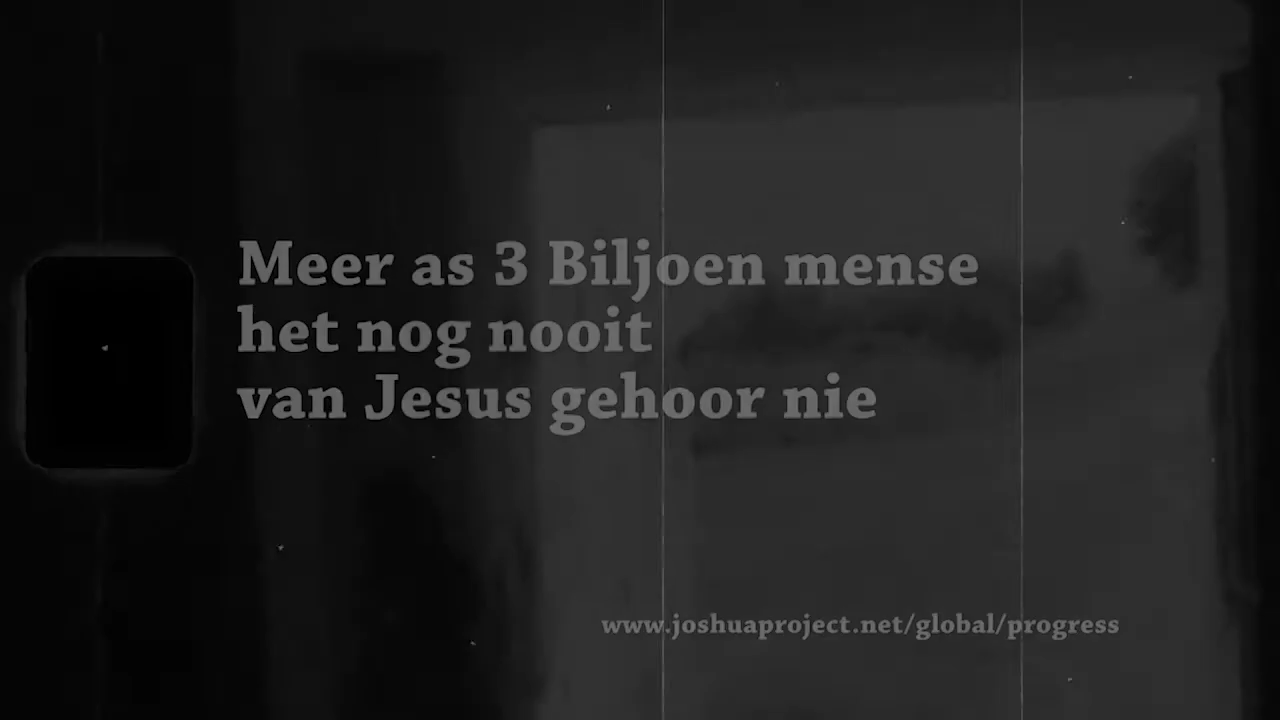 Meer as 3 Biljoen mense
het nog nooit
van Jesus gehoor nie
www.joshuaproject.net/global/progress